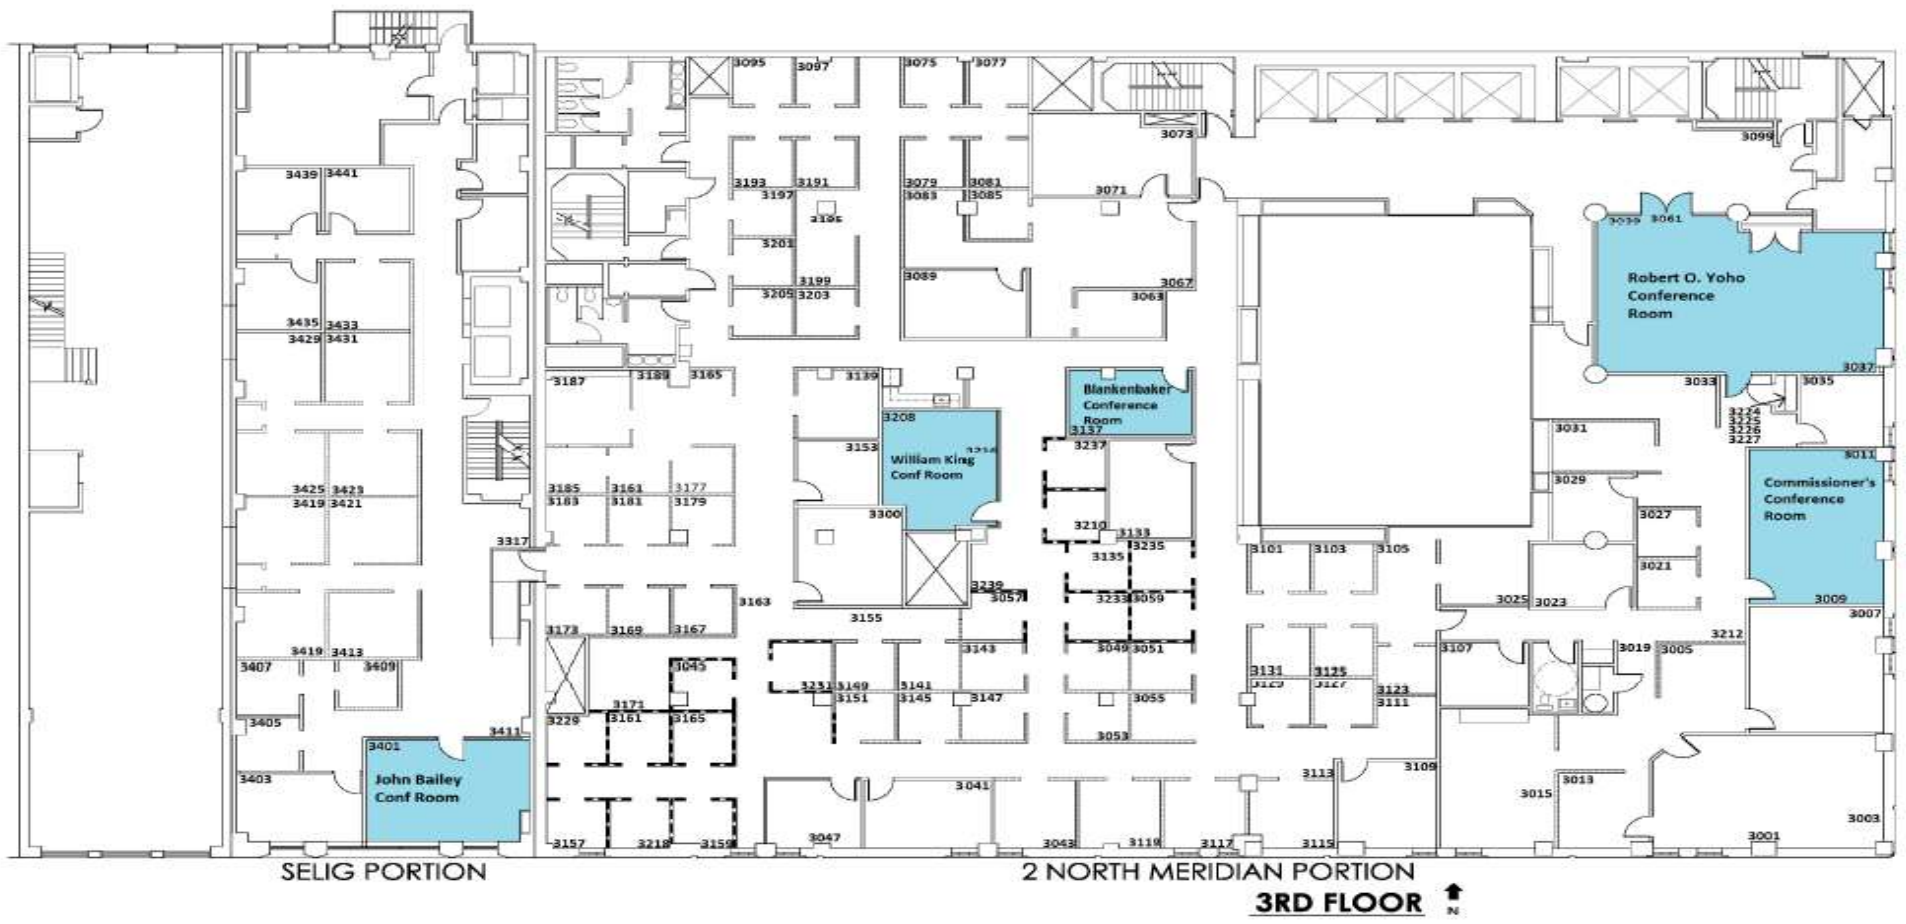 3095 3097 3075 3077
3073 3099
3439 3441 3193 3191 3079 3081 3071
3197 3083 3085
3195
3039 3061
3201
3199 3089 3067
3435 3433 3205 3203 3063
Robert O. Yoho
Conference
Room
3429 3431
3187 3189 3165 3139
3037
Blankenbaker
Conference
Room
3137
3033 3035
3208
3224
3225
3226
3227
3031
3153 3237
William King
Conf Room
3011
3425 3423 3185 3161 3177
3029
Commissioner's
Conference
Room
3419 3421 3183 3181 3179
3300 3210 3133 3027
3317 3135 3235 3101 3103 3105
3021
3239
3057 3233 3059
3163 3025 3023 3009
3155 3007
3173 3169 3167
3212
3419 3413 3143 3049 3051 3107 3019 3005
3407 3409 3045
3231 3149 3141 3131 3125
3151 3145 3147 3055 3129 3127 3123
3171 3111
3405 3229 3161 3165
3411 3053
3401
John Bailey
Conf Room
3403 3041 3113 3109 3013
3015
3047 3003
3157 3218 3159 3043 3119 3117 3115 3001
SELIG PORTION
2 NORTH MERIDIAN PORTION
3RD FLOOR
N